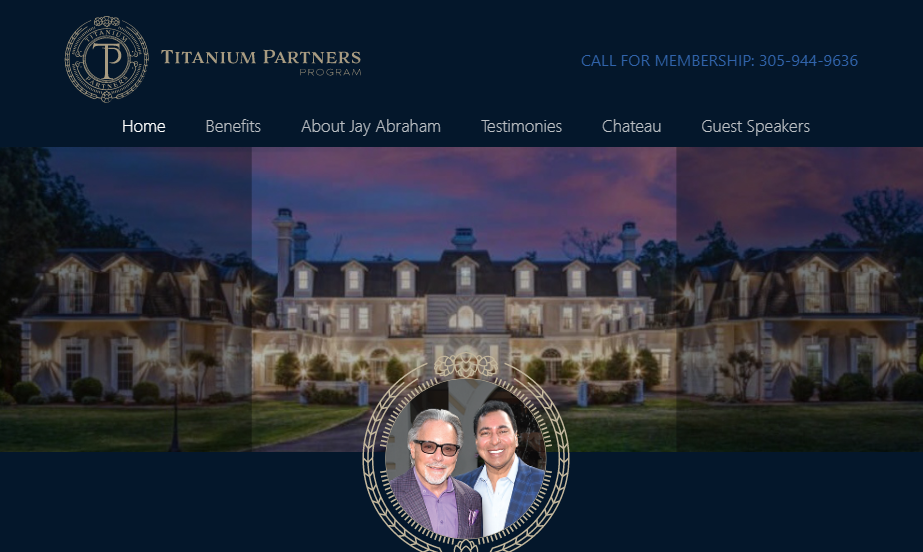 TITANIUM
TP
PARTNERS
TITANIUM PARTNERS
PROGRAM
CALL FOR MEMBERSHIP: 305-944-9636
Home
Benefits
About Jay Abraham
Testimonies
Chateau
Guest Speakers